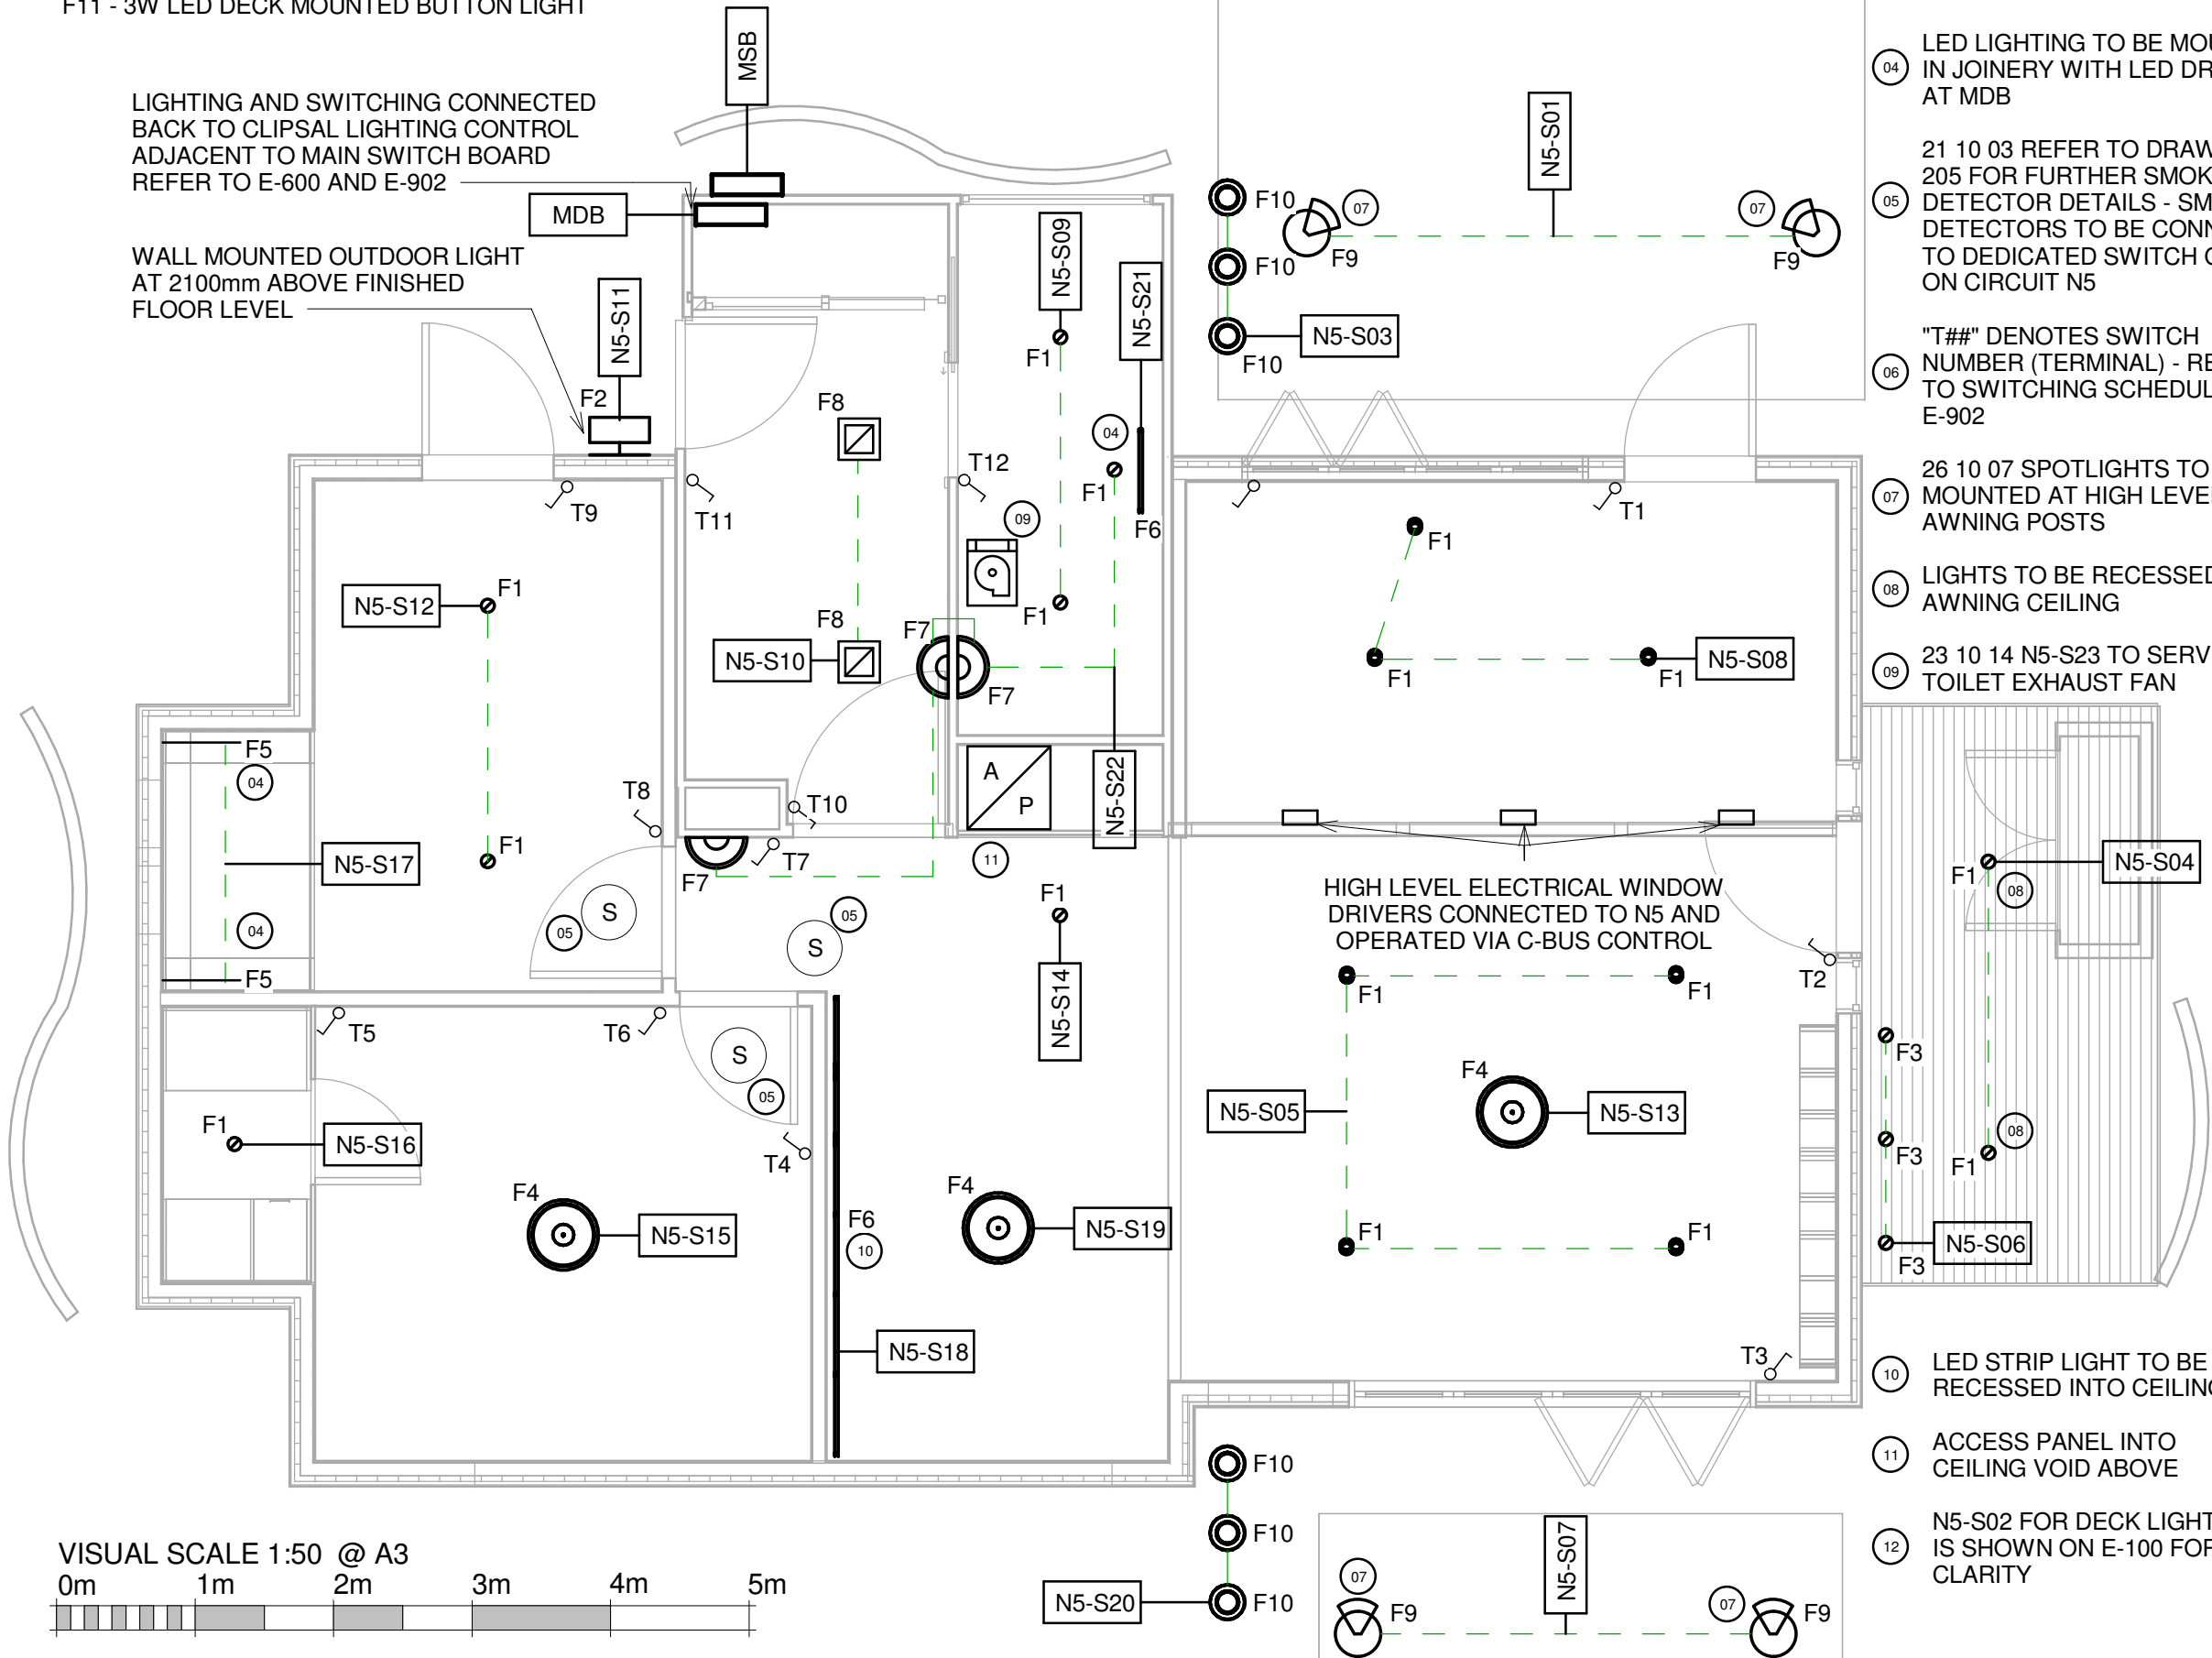 F11 - 3W LED DECK MOUNTED BUTTON LIGHT
MSB
LIGHTING AND SWITCHING CONNECTED
BACK TO CLIPSAL LIGHTING CONTROL
ADJACENT TO MAIN SWITCH BOARD
REFER TO E-600 AND E-902
MDB
WALL MOUNTED OUTDOOR LIGHT
AT 2100mm ABOVE FINISHED
FLOOR LEVEL
N5-S11
F2
N5-S09
F1
N5-S21
04
F1
F6
F10
F10
F10
N5-S03
N5-S01
07
F9
07
F9
F8
F8
N5-S10
T9
T11
T12
09
F1
F7
F7
N5-S22
T1
F1
F1
F1
N5-S08
N5-S12
F1
F1
F5
04
04
F5
N5-S17
T8
T10
T7
F7
A
P
11
S
05
S
05
S
05
F1
N5-S14
HIGH LEVEL ELECTRICAL WINDOW
DRIVERS CONNECTED TO N5 AND
OPERATED VIA C-BUS CONTROL
T2
F1
08
N5-S04
F1
08
F3
F3
F3
N5-S06
F1
F1
F1
F1
N5-S05
F4
N5-S13
T5
T6
T4
F1
N5-S16
F4
N5-S15
F6
10
F4
N5-S19
N5-S18
T3
F10
F10
F10
N5-S20
07
F9
N5-S07
07
F9
VISUAL SCALE 1:50 @ A3
0m 1m 2m 3m 4m 5m
04
LED LIGHTING TO BE MOU
IN JOINERY WITH LED DR
AT MDB
05
21 10 03 REFER TO DRAW
205 FOR FURTHER SMOK
DETECTOR DETAILS - SM
DETECTORS TO BE CONN
TO DEDICATED SWITCH
ON CIRCUIT N5
06
"T##" DENOTES SWITCH
NUMBER (TERMINAL) - RE
TO SWITCHING SCHEDUL
E-902
07
26 10 07 SPOTLIGHTS TO
MOUNTED AT HIGH LEVE
AWNING POSTS
08
LIGHTS TO BE RECESSED
AWNING CEILING
09
23 10 14 N5-S23 TO SERV
TOILET EXHAUST FAN
10
LED STRIP LIGHT TO BE
RECESSED INTO CEILING
11
ACCESS PANEL INTO
CEILING VOID ABOVE
12
N5-S02 FOR DECK LIGHT
IS SHOWN ON E-100 FOR
CLARITY